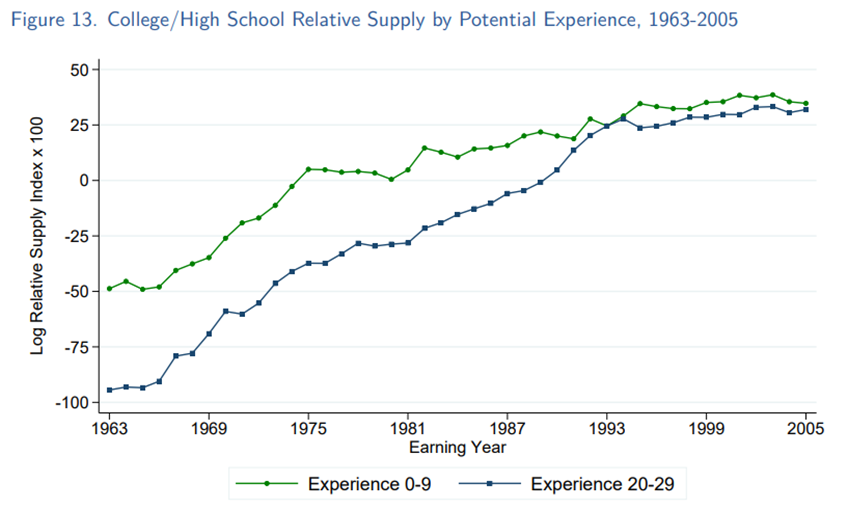 Figure 13. College/High School Relative Supply by Potential Experience, 1963-2005
Log Relative Supply Index x 100
50
25
0
-25
-50
-75
-100
1963 1969 1975 1981 1987 1993 1999 2005
Earning Year
Experience 0-9 Experience 20-29